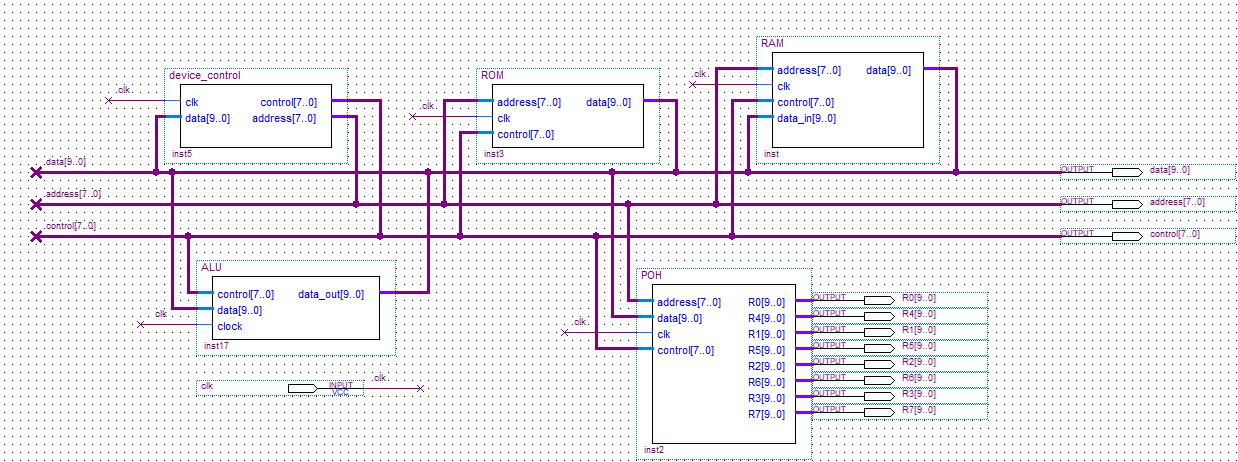 device_control
clk
clk control[7..0]
data[9..0] address[7..0]
inst5
ROM
clk
address[7..0] data[9..0]
clk
control[7..0]
inst3
RAM
clk
address[7..0] data[9..0]
clk
control[7..0]
data_in[9..0]
inst
data[9..0]
address[7..0]
control[7..0]
OUTPUT data[9..0]
OUTPUT address[7..0]
OUTPUT control[7..0]
ALU
control[7..0] data_out[9..0]
data[9..0]
clk
clock
inst17
clk INPUT clk
VCC
POH
address[7..0] R0[9..0]
data[9..0] R4[9..0]
clk
clk R1[9..0]
control[7..0] R5[9..0]
R2[9..0]
R6[9..0]
R3[9..0]
R7[9..0]
inst2
OUTPUT R0[9..0]
OUTPUT R4[9..0]
OUTPUT R1[9..0]
OUTPUT R5[9..0]
OUTPUT R2[9..0]
OUTPUT R6[9..0]
OUTPUT R3[9..0]
OUTPUT R7[9..0]